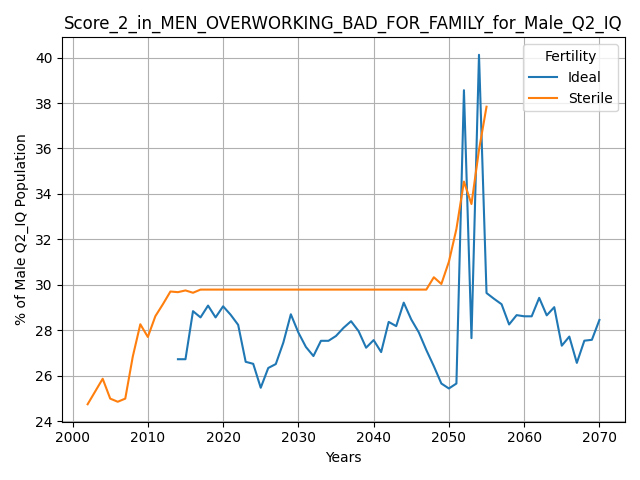 Score_2_in_MEN_OVERWORKING_BAD_FOR_FAMILY_for_Male_Q2_IQ
Fertility
Ideal
Sterile
% of Male Q2_IQ Population
40
38
36
34
32
30
28
26
24
2000 2010 2020 2030 2040 2050 2060 2070
Years